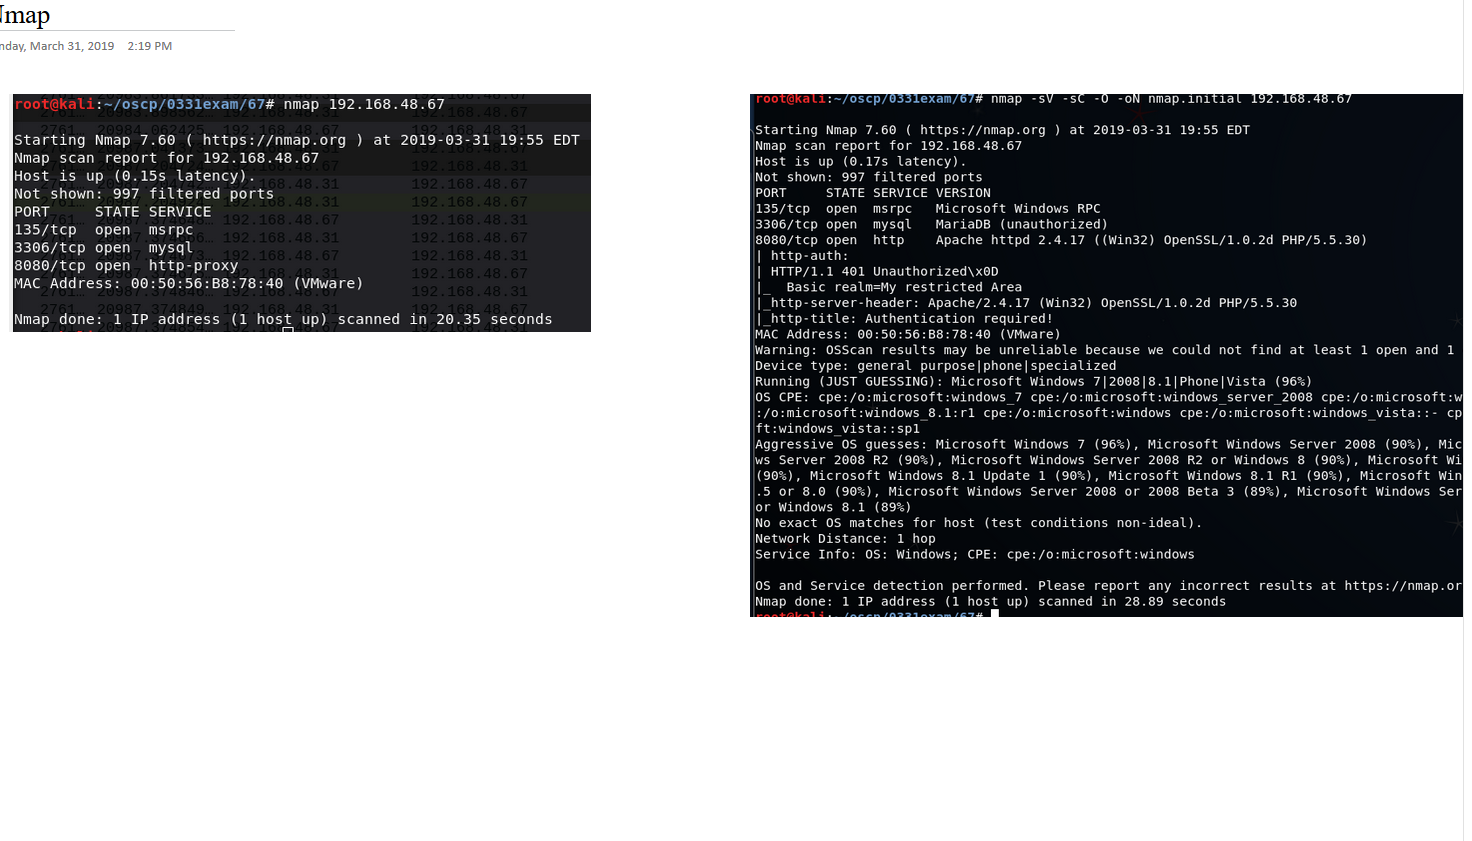 Nmap
nday, March 31, 2019 2:19 PM
root@kali:~/oscp/0331exam/67# nmap 192.168.48.67
Starting Nmap 7.60 ( https://nmap.org ) at 2019-03-31 19:55 EDT
Nmap scan report for 192.168.48.67
Host is up (0.15s latency).
Not shown: 997 filtered ports
PORT     STATE SERVICE
135/tcp  open  msrpc
3306/tcp open  mysql
8080/tcp open  http-proxy
MAC Address: 00:50:56:B8:78:40 (VMware)
Nmap done: 1 IP address (1 host up) scanned in 20.35 seconds
root@kali:~/oscp/0331exam/67# nmap -sV -sC -O -oN nmap.initial 192.168.48.67
Starting Nmap 7.60 ( https://nmap.org ) at 2019-03-31 19:55 EDT
Nmap scan report for 192.168.48.67
Host is up (0.17s latency).
Not shown: 997 filtered ports
PORT     STATE SERVICE VERSION
135/tcp  open  msrpc   Microsoft Windows RPC
3306/tcp open  mysql   MariaDB (unauthorized)
8080/tcp open  http    Apache httpd 2.4.17 ((Win32) OpenSSL/1.0.2d PHP/5.5.30)
| http-auth:
| HTTP/1.1 401 Unauthorized\x0D
|_  Basic realm=My restricted Area
|_http-server-header: Apache/2.4.17 (Win32) OpenSSL/1.0.2d PHP/5.5.30
|_http-title: Authentication required!
MAC Address: 00:50:56:B8:78:40 (VMware)
Warning: OSScan results may be unreliable because we could not find at least 1 open and 1
Device type: general purpose|phone|specialized
Running (JUST GUESSING): Microsoft Windows 7|2008|8.1|Phone|Vista (96%)
OS CPE: cpe:/o:microsoft:windows_7 cpe:/o:microsoft:windows_server_2008 cpe:/o:microsoft:w
:/o:microsoft:windows_8.1:r1 cpe:/o:microsoft:windows cpe:/o:microsoft:windows_vista::- cp
ft:windows_vista::sp1
Aggressive OS guesses: Microsoft Windows 7 (96%), Microsoft Windows Server 2008 (90%), Mic
ws Server 2008 R2 (90%), Microsoft Windows Server 2008 R2 or Windows 8 (90%), Microsoft Wi
(90%), Microsoft Windows 8.1 Update 1 (90%), Microsoft Windows 8.1 R1 (90%), Microsoft Win
.5 or 8.0 (90%), Microsoft Windows Server 2008 or 2008 Beta 3 (89%), Microsoft Windows Ser
or Windows 8.1 (89%)
No exact OS matches for host (test conditions non-ideal).
Network Distance: 1 hop
Service Info: OS: Windows; CPE: cpe:/o:microsoft:windows
OS and Service detection performed. Please report any incorrect results at https://nmap.or
Nmap done: 1 IP address (1 host up) scanned in 28.89 seconds
root@kali:~/oscp/0331exam/67#